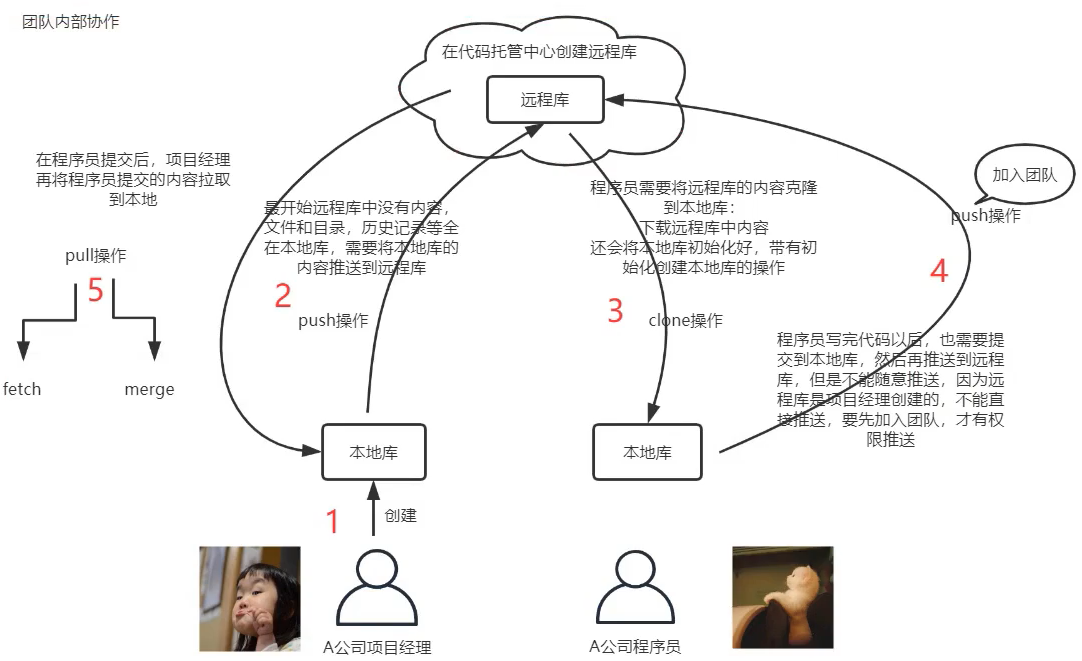 团队内部协作
在代码托管中心创建远程库
远程库
在程序员提交后，项目经理
再将程序员提交的内容拉取
到本地
pull操作
5
fetch
merge
最开始远程库中没有内容，
文件和目录，历史记录等全
在本地库，需要将本地库的
内容推送到远程库
2
push操作
程序员需要将远程库的内容克隆
到本地库：
下载远程库中内容
还会将本地库初始化好，带有初
始化创建本地库的操作
3
clone操作
加入团队
push操作
4
程序员写完代码以后，也需要提
交到本地库，然后再推送到远程
库，但是不能随意推送，因为远
程库是项目经理创建的，不能直
接推送，要先加入团队，才有权
限推送
本地库
本地库
1
创建
A公司项目经理
A公司程序员